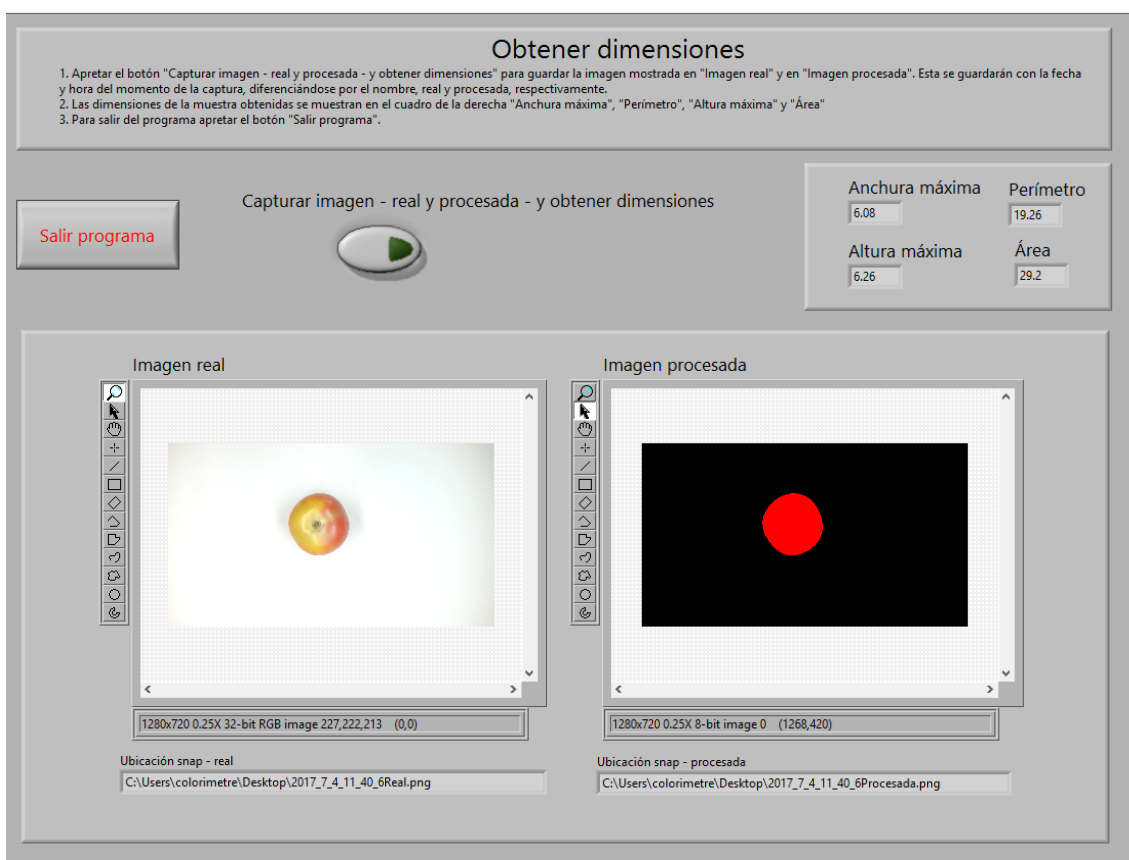 Obtener dimensiones
1. Apretar el botón "Capturar imagen - real y procesada - y obtener dimensiones" para guardar la imagen mostrada en "Imagen real" y en "Imagen procesada". Esta se guardarán con la fecha
y hora del momento de la captura, diferenciándose por el nombre, real y procesada, respectivamente.
2. Las dimensiones de la muestra obtenidas se muestran en el cuadro de la derecha "Anchura máxima", "Perímetro", "Altura máxima" y "Área"
3. Para salir del programa apretar el botón "Salir programa".
Salir programa
Capturar imagen - real y procesada - y obtener dimensiones
Anchura máxima
6.08
Perímetro
19.26
Altura máxima
6.26
Área
29.2
Imagen real
1280x720 0.25X 32-bit RGB image 227,222,213 (0,0)
Ubicación snap - real
C:\Users\colorimetre\Desktop\2017_7_4_11_40_6Real.png
Imagen procesada
1280x720 0.25X 8-bit image 0 (1268,420)
Ubicación snap - procesada
C:\Users\colorimetre\Desktop\2017_7_4_11_40_6Procesada.png